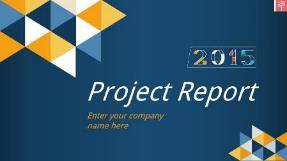 2015
Project Report
Enter your company
name here